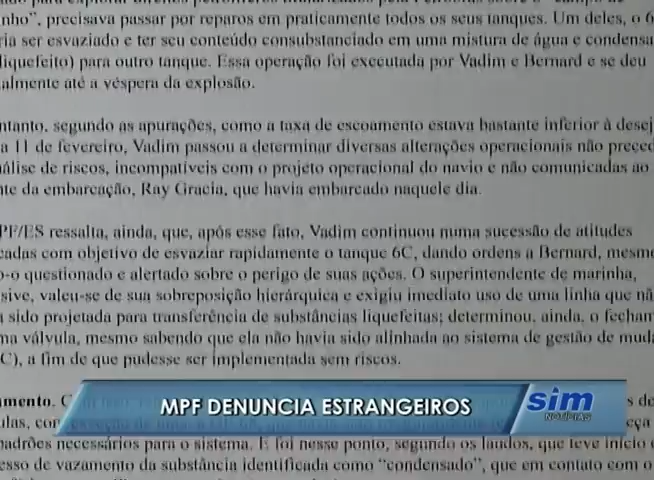 nho", precisava passar por reparos em praticamente todos os seus tanques. Um deles, o 6
ria ser esvaziado e ter seu conteúdo consubstanciado em uma mistura de água e condensa
liquefeito) para outro tanque. Essa operação foi executada por Vadim e Bernard e se deu
almente até a véspera da explosão.
ntanto, segundo as apurações, como a taxa de escoamento estava bastante inferior à desej
a 11 de fevereiro, Vadim passou a determinar diversas alterações operacionais não preced
nálise de riscos, incompatíveis com o projeto operacional do navio e não comunicadas ao
nte da embarcação, Ray Gracia, que havia embarcado naquele dia.
PF/ES ressalta, ainda, que, após esse fato, Vadim continuou numa sucessão de atitudes
cadas com objetivo de esvaziar rapidamente o tanque 6C, dando ordens a Bernard, mesmo
o-o questionado e alertado sobre o perigo de suas ações. O superintendente de marinha,
sive, valeu-se de sua sobreposição hierárquica e exigiu imediato uso de uma linha que nã
a sido projetada para transferência de substâncias liquefeitas; determinou, ainda, o fecham
ma válvula, mesmo sabendo que ela não havia sido alinhada ao sistema de gestão de mud
C), a fim de que pudesse ser implementada sem riscos.
amento. C s de
MPF DENUNCIA ESTRANGEIROS
sim
NOTÍCIAS
ulas, con eça
padrões necessários para o sistema. E foi nesse ponto, segundo os laudos, que teve início
esso de vazamento da substância identificada como "condensado", que em contato com o